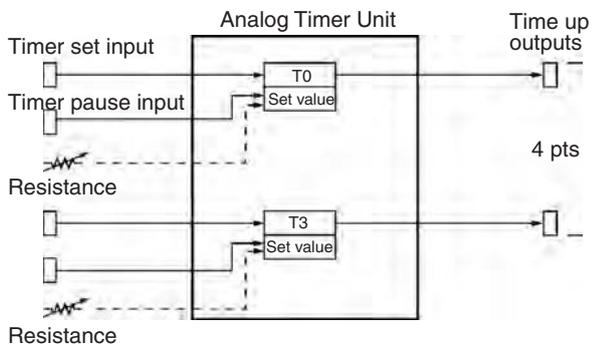 Analog Timer Unit
Time up
outputs
Timer set input
T0
Set value
Timer pause input
4 pts
Resistance
T3
Set value
Resistance